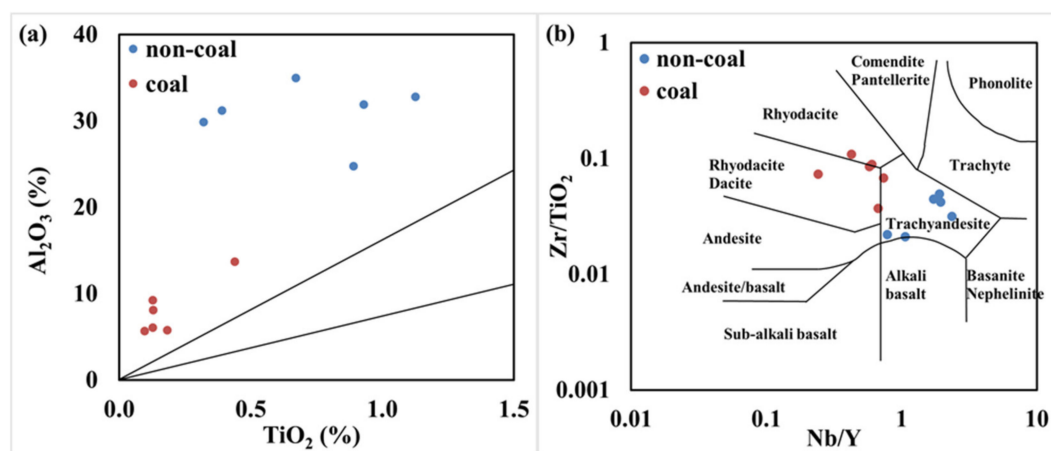 (a)
non-coal
coal
Al₂O₃ (%)
40
30
20
10
0
0.0
0.5
1.0
1.5
TiO₂ (%)
(b)
non-coal
coal
Zr/TiO₂
1
0.1
0.01
0.001
0.01
0.1
1
10
Nb/Y
Comendite
Pantellerite
Phonolite
Rhyodacite
Trachyte
Rhyodacite
Dacite
Trachyandesite
Andesite
Andesite/basalt
Alkali
basalt
Basanite
Nephelinite
Sub-alkali basalt